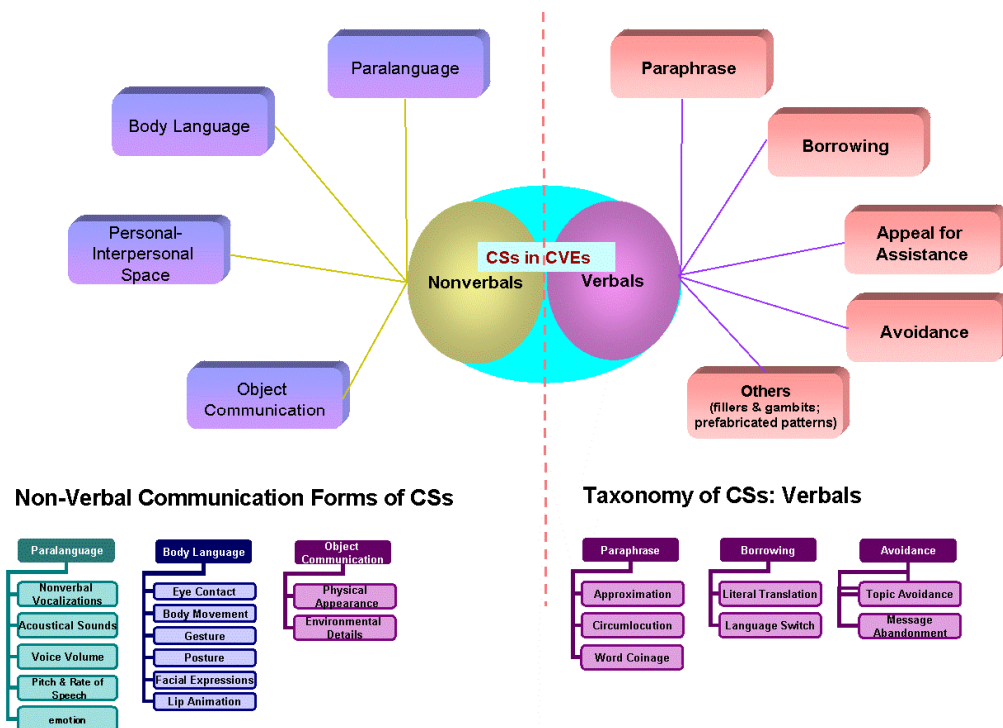 Paralanguage
Paraphrase
Body Language
Borrowing
Personal-
Interpersonal
Space
Appeal for
Assistance
CSs in CVEs
Nonverbals
Verbals
Avoidance
Object
Communication
Others
(fillers & gambits;
prefabricated patterns)
Non-Verbal Communication Forms of CSs
Paralanguage
Nonverbal
Vocalizations
Acoustical Sounds
Voice Volume
Pitch & Rate of
Speech
emotion
Body Language
Eye Contact
Body Movement
Gesture
Posture
Facial Expressions
Lip Animation
Object
Communication
Physical
Appearance
Environmental
Details
Taxonomy of CSs: Verbals
Paraphrase
Approximation
Circumlocution
Word Coinage
Borrowing
Literal Translation
Language Switch
Avoidance
Topic Avoidance
Message
Abandonment